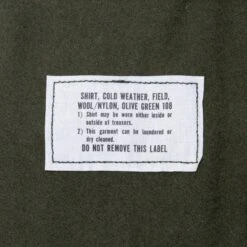 SHIRT, COLD WEATHER, FIELD,
WOOL/NYLON, OLIVE GREEN 108
1) Shirt may be worn either inside or
outside of trousers.
2) This garment can be laundered or
dry cleaned.
DO NOT REMOVE THIS LABEL